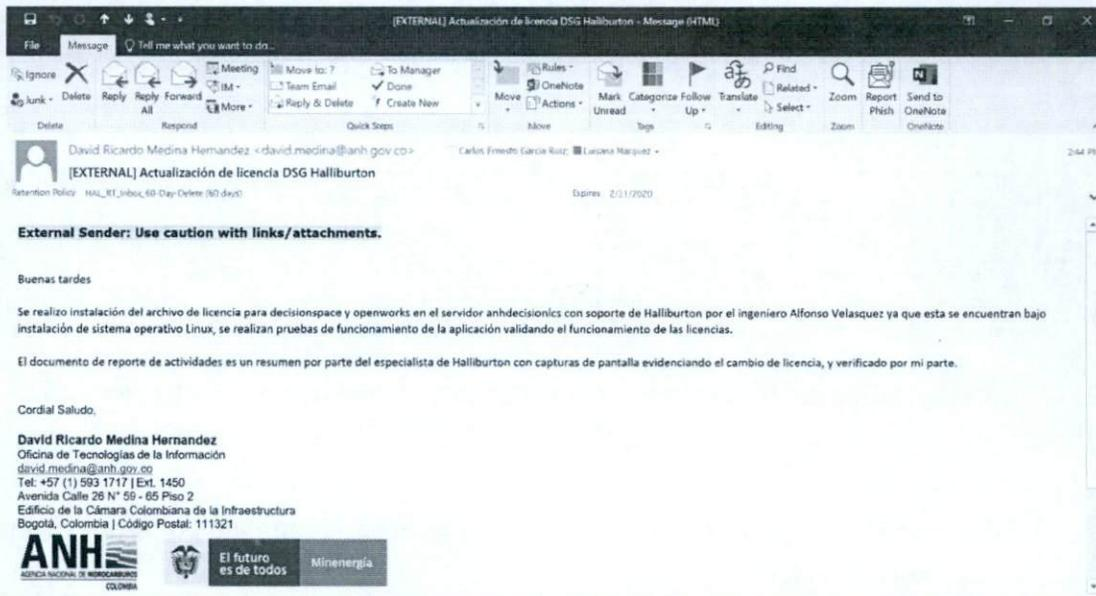 [EXTERNAL] Actualización de licencia DSG Halliburton - Message (HTML)
File Message Tell me what you want to do...
Ignore Junk Delete Reply Reply All Forward Meeting IM More Move to: ? Team Email Reply & Delete To Manager Done Create New Move Rules OneNote Actions Mark Unread Categorize Follow Up Translate Find Related Select Zoom Report Phish Send to OneNote
Delete Respond Quick Steps Move Tags Editing Zoom OneNote
David Ricardo Medina Hernandez <david.medina@anh.gov.co> Carlos Ernesto Garcia Ruiz; Luisana Marquez 2:44 PM
[EXTERNAL] Actualización de licencia DSG Halliburton
Retention Policy HAL_RT_Inbox_60-Day-Delete (60 days) Expires 2/11/2020
External Sender: Use caution with links/attachments.
Buenas tardes
Se realizo instalación del archivo de licencia para decisionspace y openworks en el servidor anhdecisionics con soporte de Halliburton por el ingeniero Alfonso Velasquez ya que esta se encuentran bajo
instalación de sistema operativo Linux, se realizan pruebas de funcionamiento de la aplicación validando el funcionamiento de las licencias.
El documento de reporte de actividades es un resumen por parte del especialista de Halliburton con capturas de pantalla evidenciando el cambio de licencia, y verificado por mi parte.
Cordial Saludo,
David Ricardo Medina Hernandez
Oficina de Tecnologías de la Información
david.medina@anh.gov.co
Tel: +57 (1) 593 1717 | Ext. 1450
Avenida Calle 26 N° 59 - 65 Piso 2
Edificio de la Cámara Colombiana de la Infraestructura
Bogotá, Colombia | Código Postal: 111321
ANH
AGENCIA NACIONAL DE HIDROCARBUROS
COLOMBIA
El futuro
es de todos
Minenergía